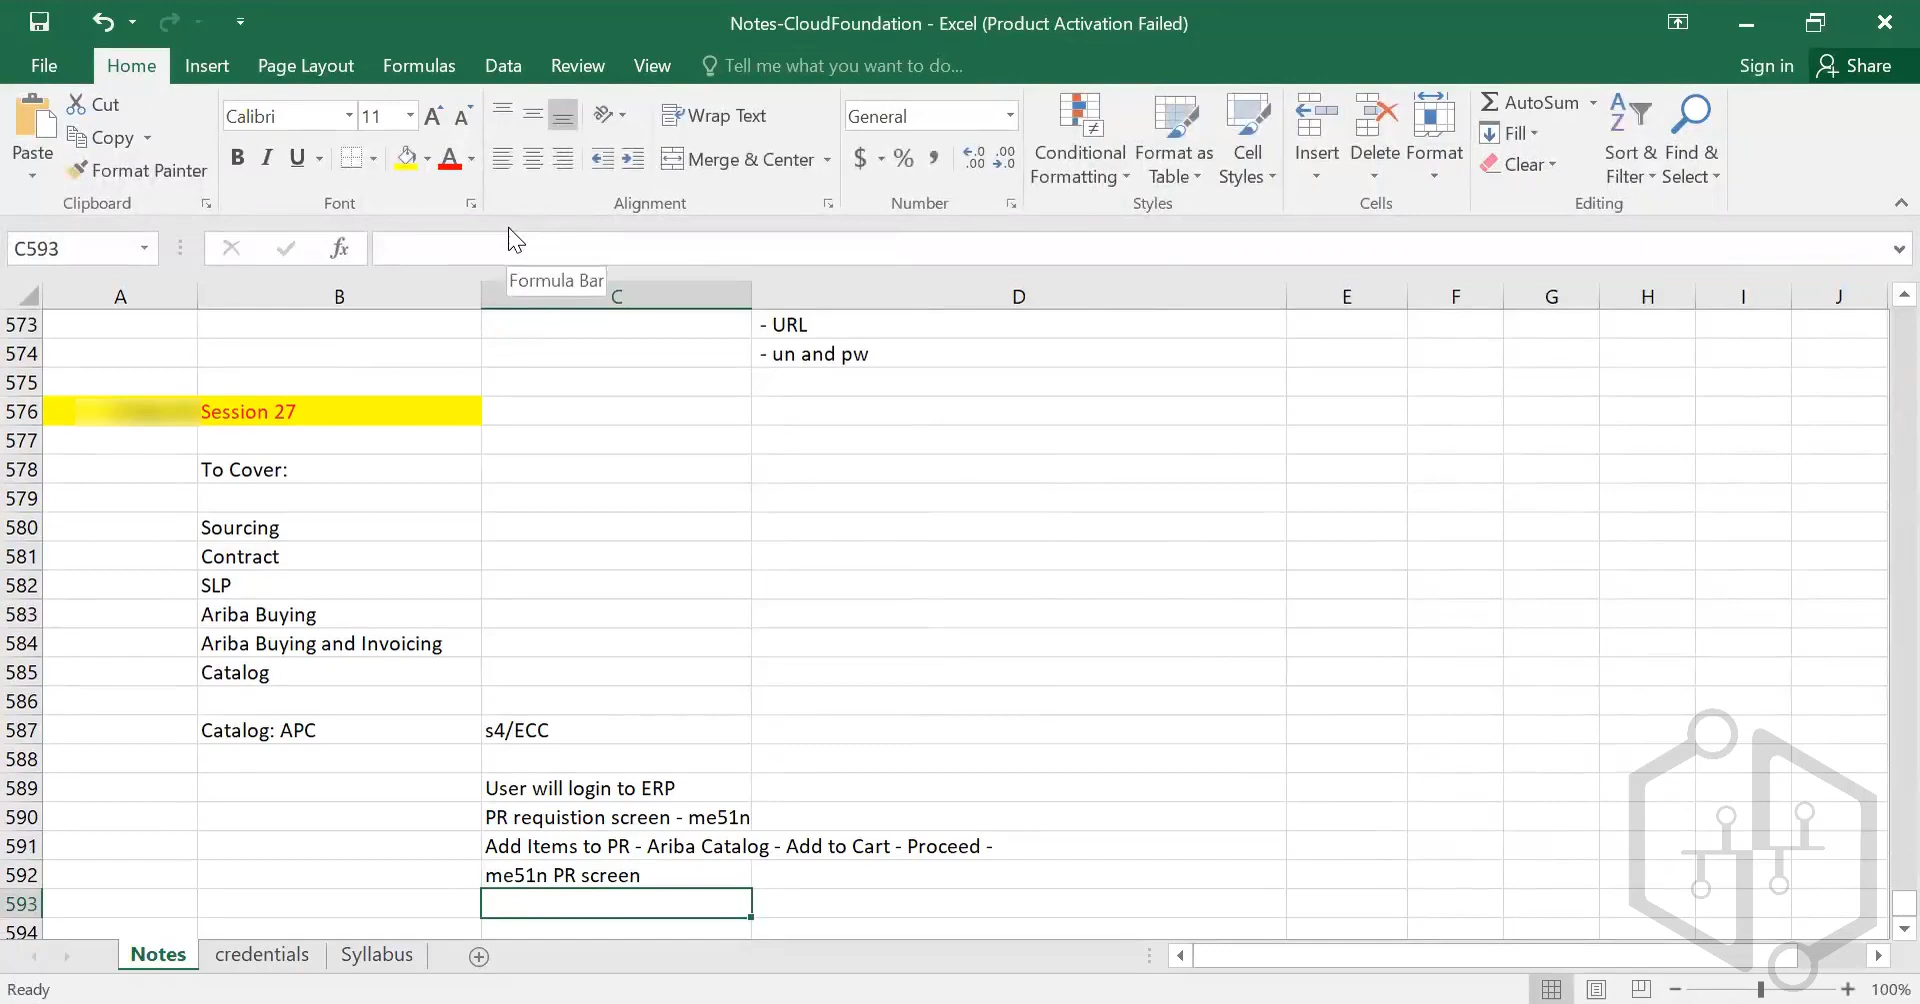 Notes-CloudFoundation - Excel (Product Activation Failed)
File Home Insert Page Layout Formulas Data Review View Tell me what you want to do... Sign in Share
Paste
Cut
Copy
Format Painter
Clipboard
Calibri 11
B I U A
Font
Wrap Text
Merge & Center
Alignment
General
$ % ,
Number
Conditional Formatting
Format as Table
Cell Styles
Styles
Insert
Delete
Format
Cells
AutoSum
Fill
Clear
Sort & Filter
Find & Select
Editing
C593 fx
Formula Bar
A B C D E F G H I J
573 - URL
574 - un and pw
575
576 Session 27
577
578 To Cover:
579
580 Sourcing
581 Contract
582 SLP
583 Ariba Buying
584 Ariba Buying and Invoicing
585 Catalog
586
587 Catalog: APC s4/ECC
588
589 User will login to ERP
590 PR requistion screen - me51n
591 Add Items to PR - Ariba Catalog - Add to Cart - Proceed -
592 me51n PR screen
593
594
Notes credentials Syllabus
Ready 100%